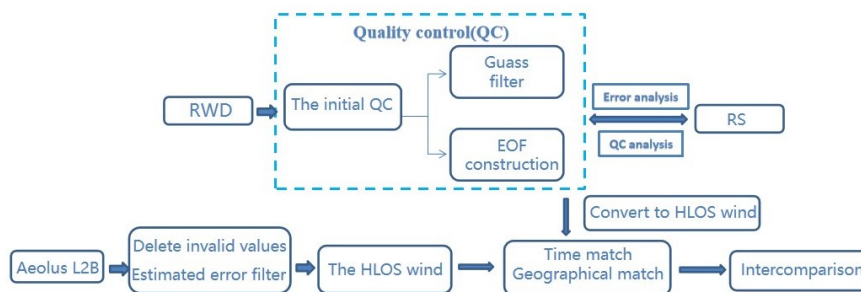 Quality control(QC)
Guass
filter
RWD
The initial QC
EOF
construction
Error analysis
QC analysis
RS
Convert to HLOS wind
Aeolus L2B
Delete invalid values
Estimated error filter
The HLOS wind
Time match
Geographical match
Intercomparison